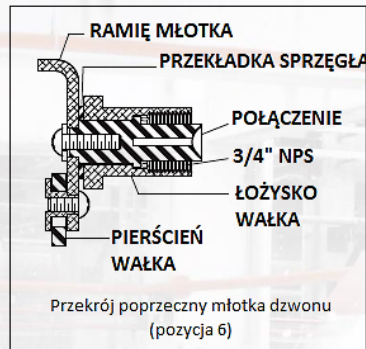 RAMIĘ MŁOTKA
PRZEKŁADKA SPRZĘGŁA
POŁĄCZENIE
3/4" NPS
ŁOŻYSKO
WAŁKA
PIERŚCIEŃ
WAŁKA
Przekrój poprzeczny młotka dzwonu
(pozycja 6)